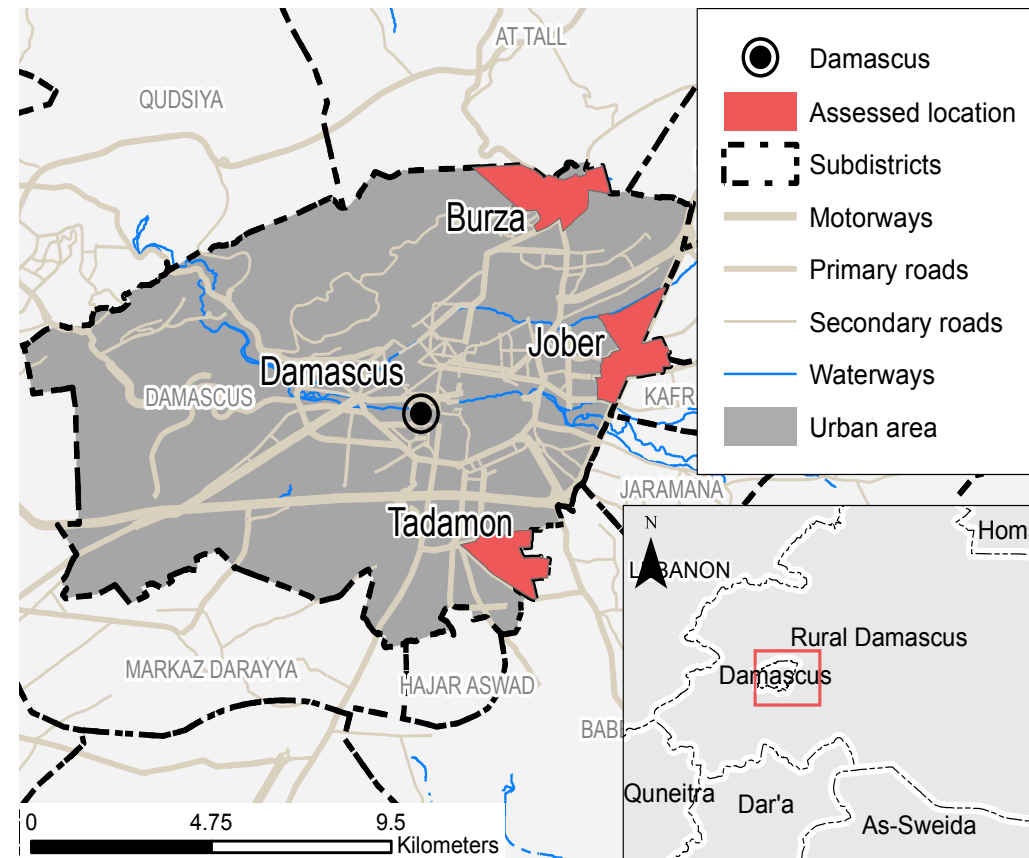 AT TALL
QUDSIYA
Burza
Jober
Damascus
DAMASCUS
KAFR
JARAMANA
Tadamon
MARKAZ DARAYYA
HAJAR ASWAD
0 4.75 9.5
Kilometers
Damascus
Assessed location
Subdistricts
Motorways
Primary roads
Secondary roads
Waterways
Urban area
N
LEBANON
Rural Damascus
Damascus
Quneitra
Dar'a
As-Sweida